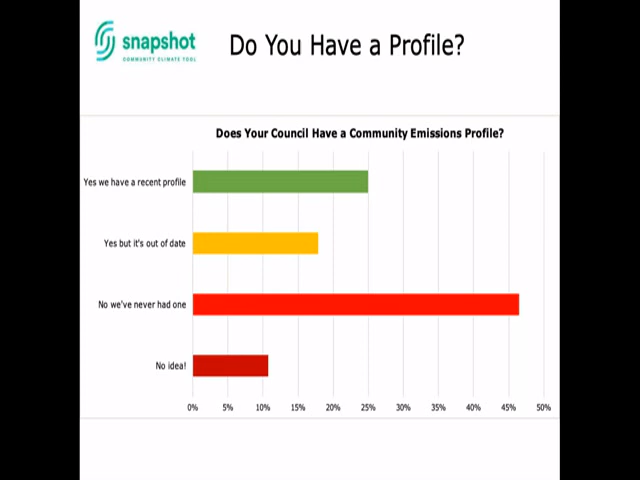 snapshot
COMMUNITY CLIMATE TOOL
Do You Have a Profile?
Does Your Council Have a Community Emissions Profile?
Yes we have a recent profile
Yes but it's out of date
No we've never had one
No idea!
0% 5% 10% 15% 20% 25% 30% 35% 40% 45% 50%